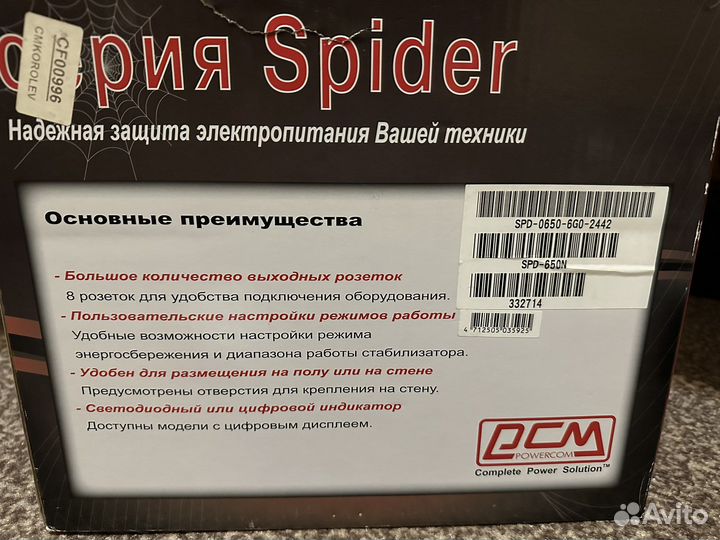 CF00996
CMKOROLEV
серия Spider
Надежная защита электропитания Вашей техники
Основные преимущества
- Большое количество выходных розеток
8 розеток для удобства подключения оборудования.
- Пользовательские настройки режимов работы
Удобные возможности настройки режима
энергосбережения и диапазона работы стабилизатора.
- Удобен для размещения на полу или на стене
Предусмотрены отверстия для крепления на стену.
- Светодиодный или цифровой индикатор
Доступны модели с цифровым дисплеем.
SPD-0650-6G0-2442
SPD-650N
332714
4 712505 035925
PCM
POWERCOM
Complete Power Solution™
Avito